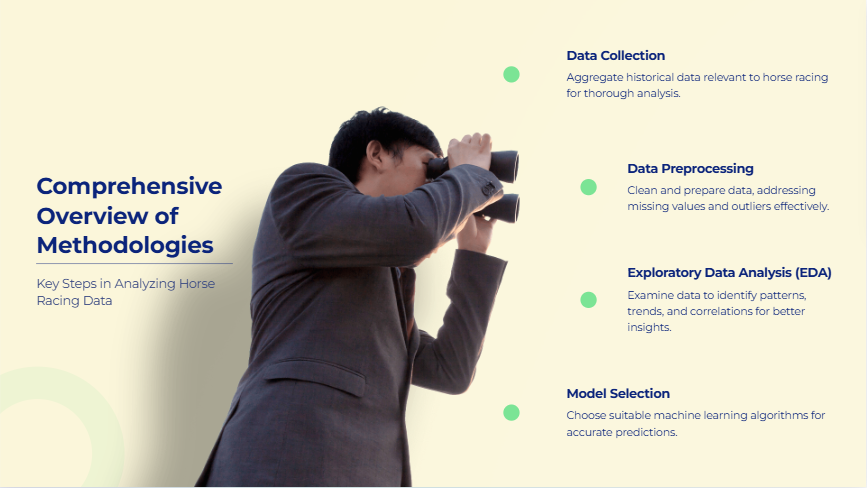 Comprehensive
Overview of
Methodologies
Key Steps in Analyzing Horse
Racing Data
Data Collection
Aggregate historical data relevant to horse racing
for thorough analysis.
Data Preprocessing
Clean and prepare data, addressing
missing values and outliers effectively.
Exploratory Data Analysis (EDA)
Examine data to identify patterns,
trends, and correlations for better
insights.
Model Selection
Choose suitable machine learning algorithms for
accurate predictions.